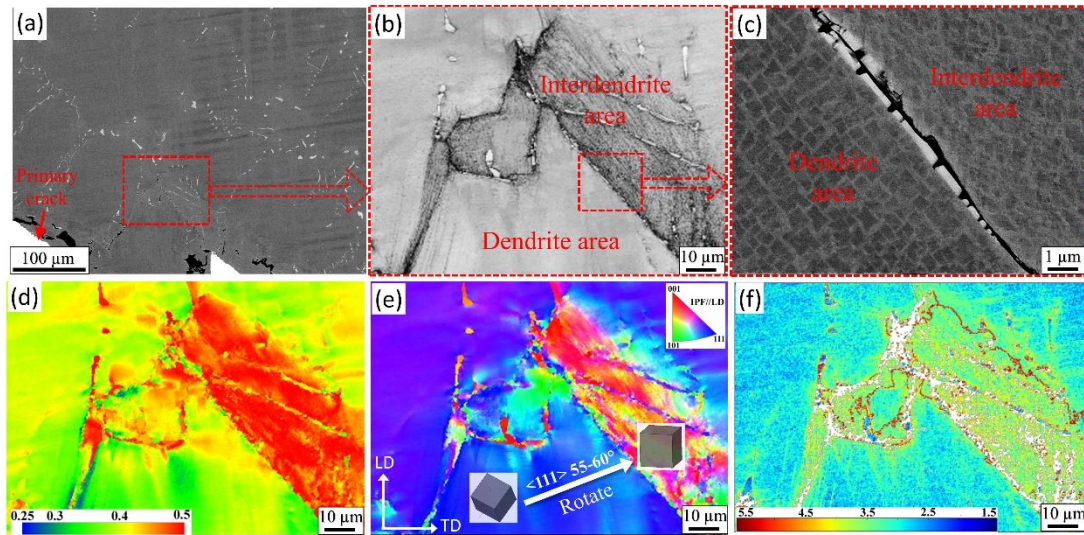 (a)
Primary
crack
100 µm
(b)
Interdendrite
area
Dendrite area
10 µm
(c)
Interdendrite
area
Dendrite
area
1 µm
(d)
0.25 0.3 0.4 0.5
10 µm
(e)
001
IPF//LD
101 111
<111> 55-60°
Rotate
LD
TD
10 µm
(f)
5.5 4.5 3.5 2.5 1.5
10 µm